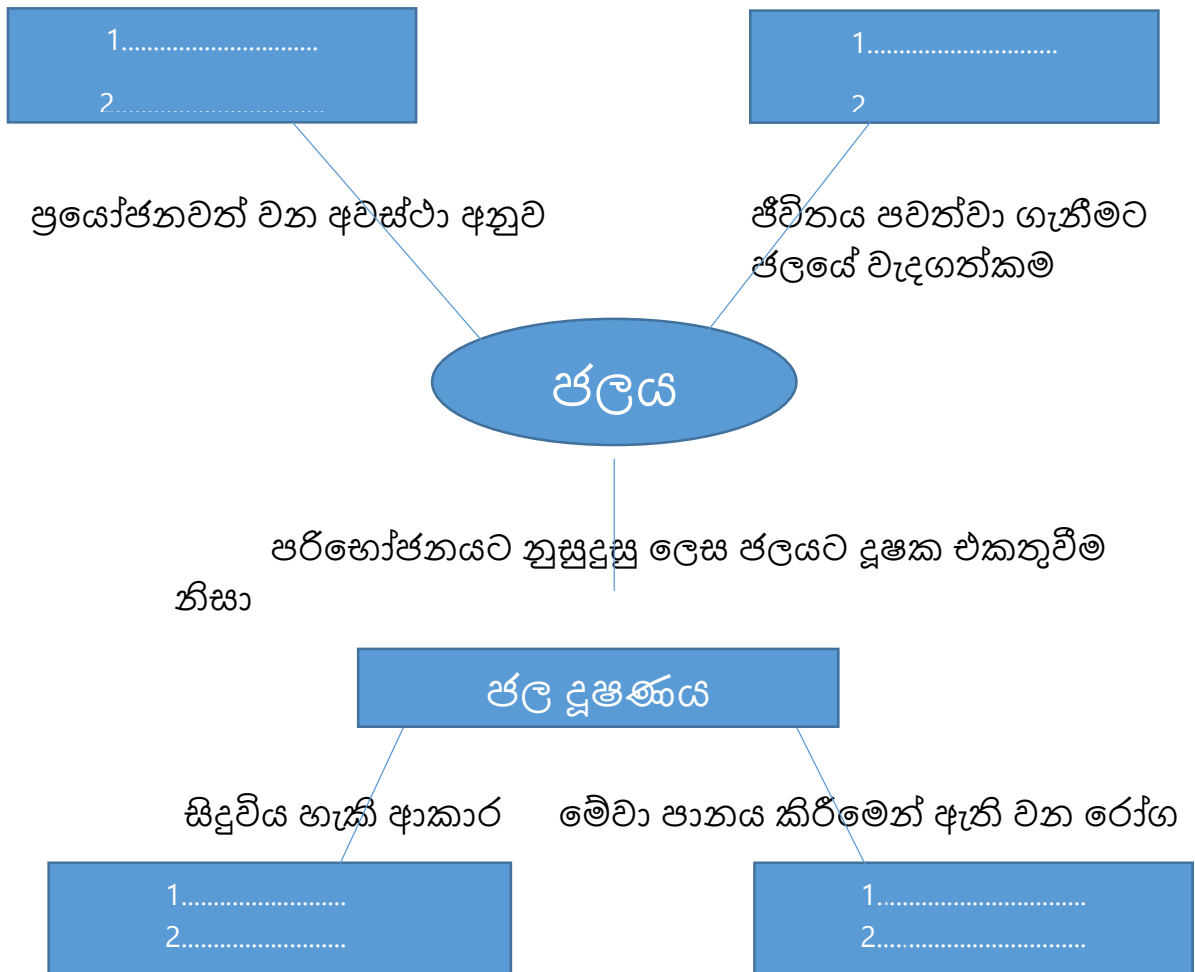 1..............................
2.................................
1..............................
2
ප්‍රයෝජනවත් වන අවස්ථා අනුව
ජීවිතය පවත්වා ගැනීමට
ජලයේ වැදගත්කම
ජලය
පරිභෝජනයට නුසුදුසු ලෙස ජලයට දූෂක එකතුවීම
නිසා
ජල දූෂණය
සිදුවිය හැකි ආකාර
මේවා පානය කිරීමෙන් ඇති වන රෝග
1..........................
2..........................
1.................................
2.................................